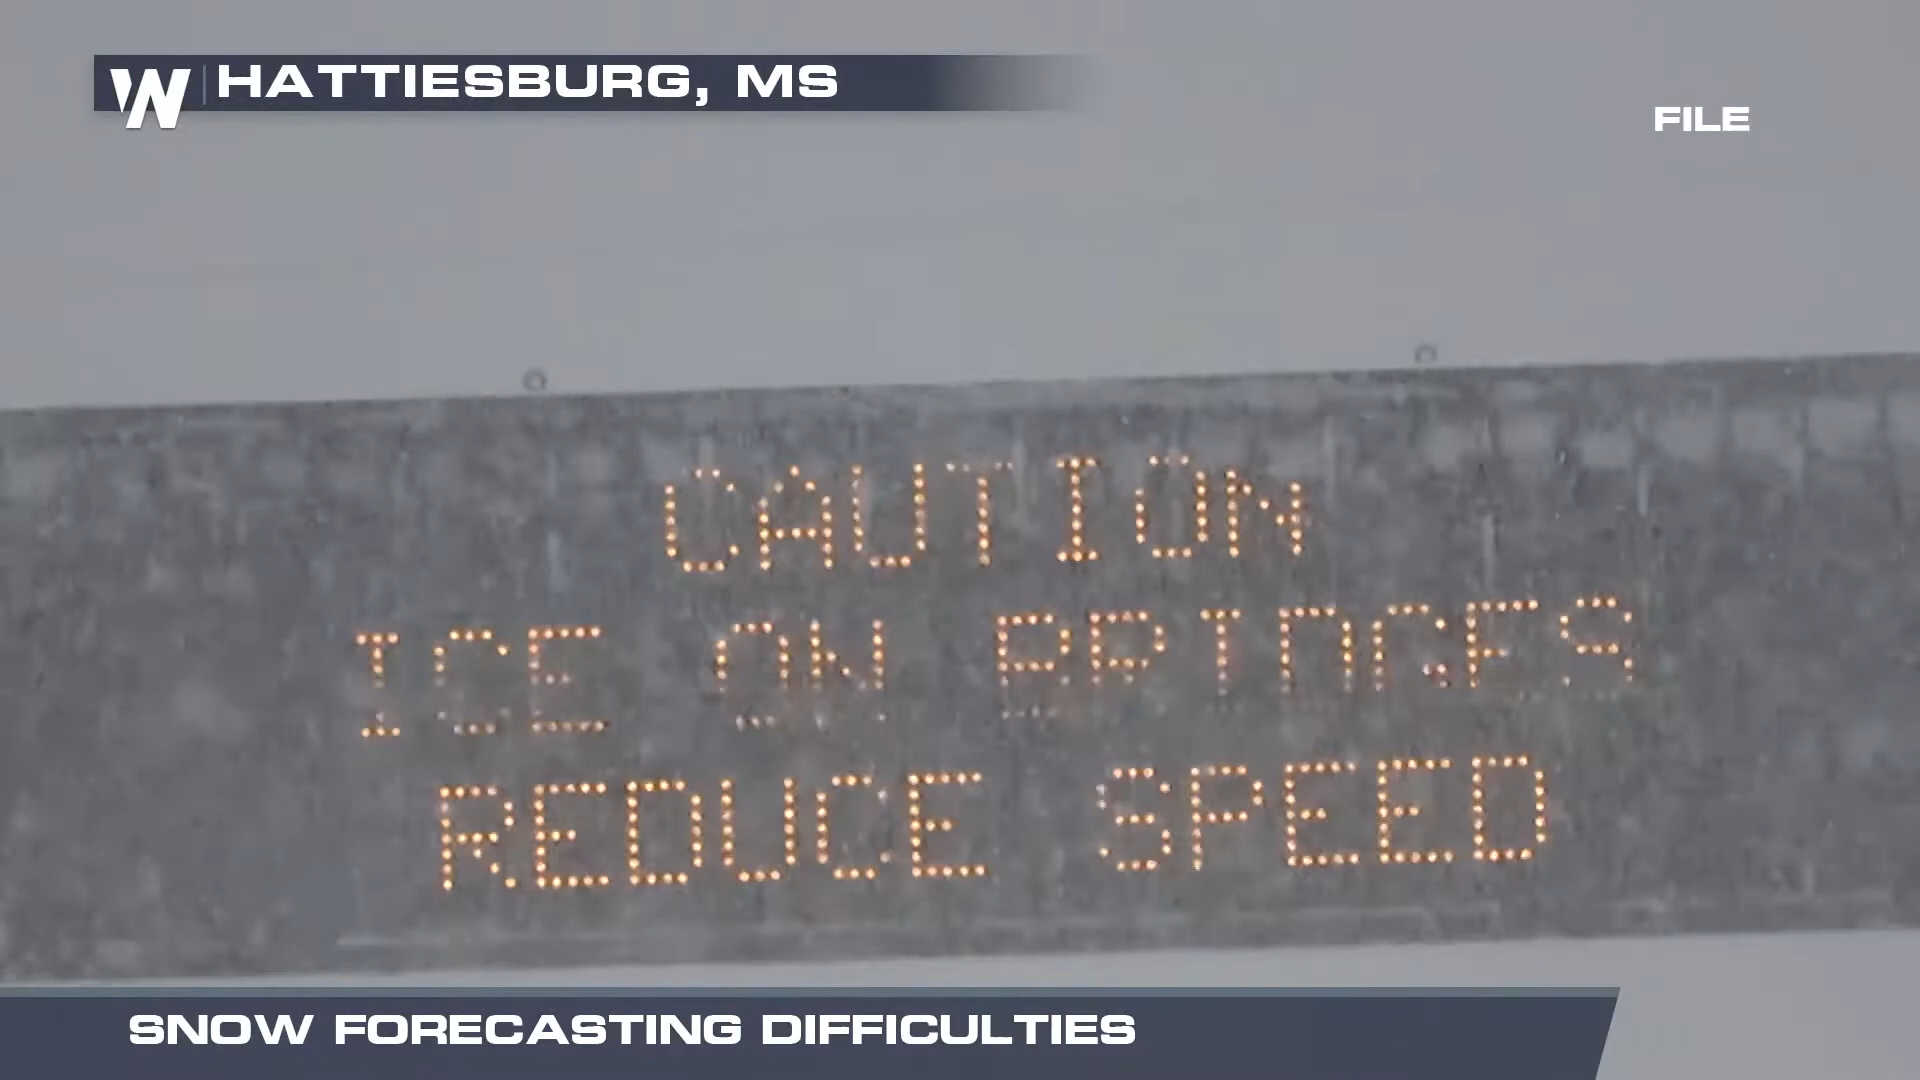 W HATTIESBURG, MS
FILE
CAUTION
ICE ON BRIDGES
REDUCE SPEED
SNOW FORECASTING DIFFICULTIES